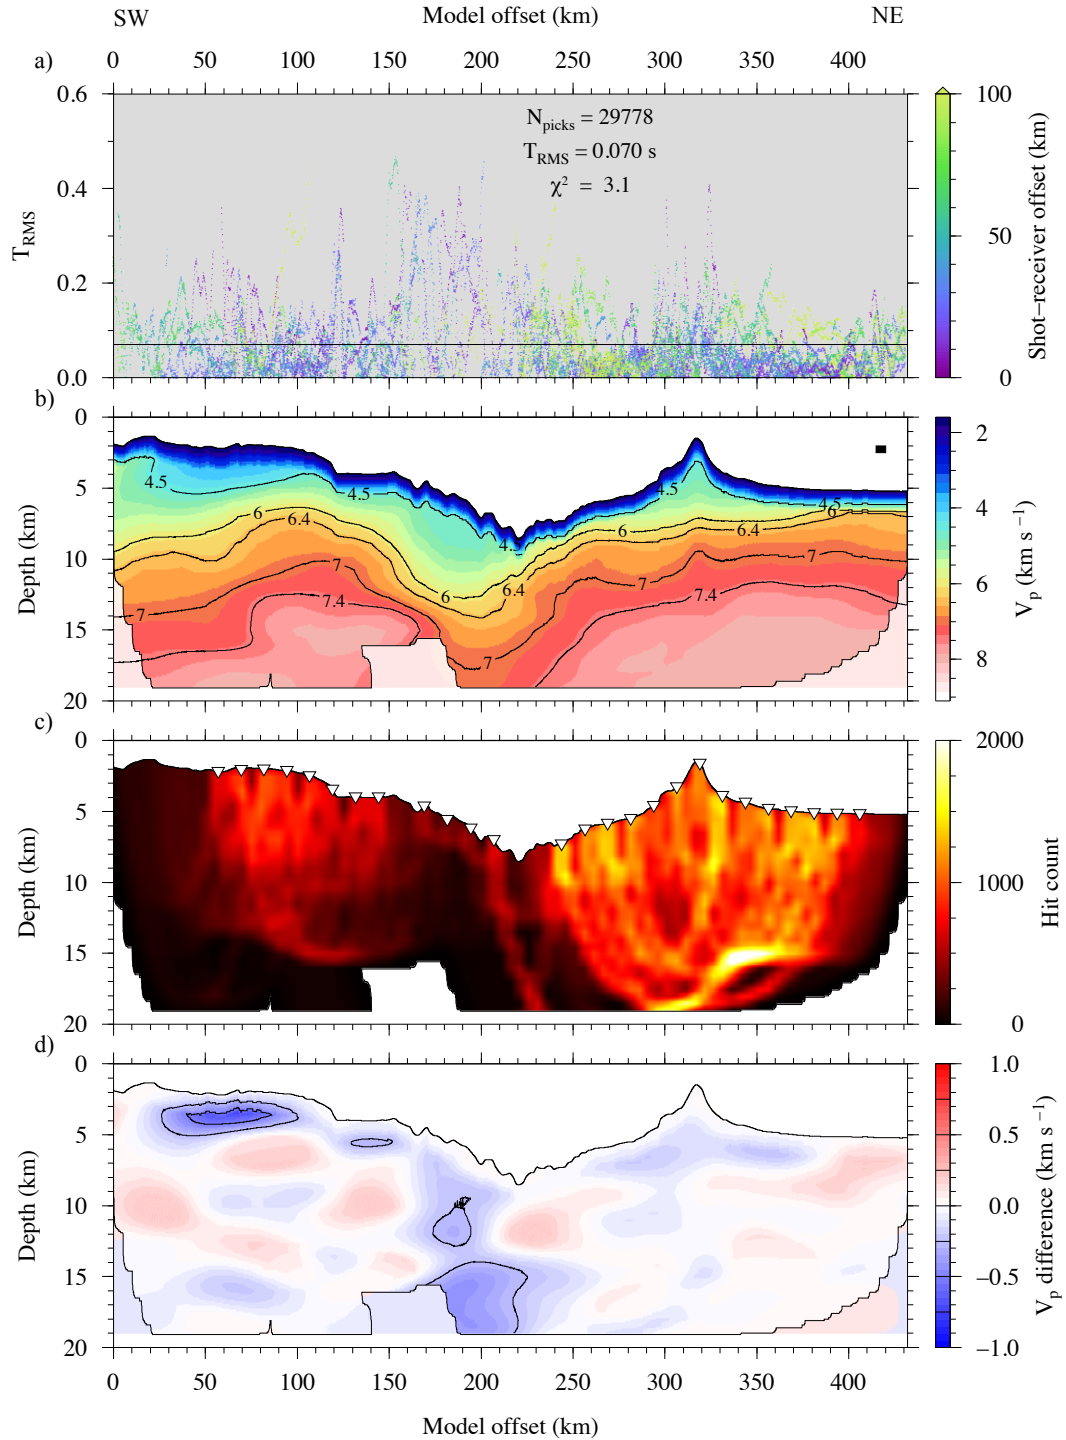 SW Model offset (km) NE
0 50 100 150 200 250 300 350 400
a)
0.6
0.4
0.2
0.0
T_RMS
N_picks = 29778
T_RMS = 0.070 s
χ² = 3.1
100
50
0
Shot−receiver offset (km)
b)
0
5
10
15
20
Depth (km)
4.5
4.5
4.5
4.5
4.
6
6.4
6
6.4
6
6
6.4
7
7
7
7
7
7.4
7.4
2
4
6
8
V_p (km s⁻¹)
c)
0
5
10
15
20
Depth (km)
2000
1000
0
Hit count
d)
0
5
10
15
20
Depth (km)
1.0
0.5
0.0
−0.5
−1.0
V_p difference (km s⁻¹)
0 50 100 150 200 250 300 350 400
Model offset (km)